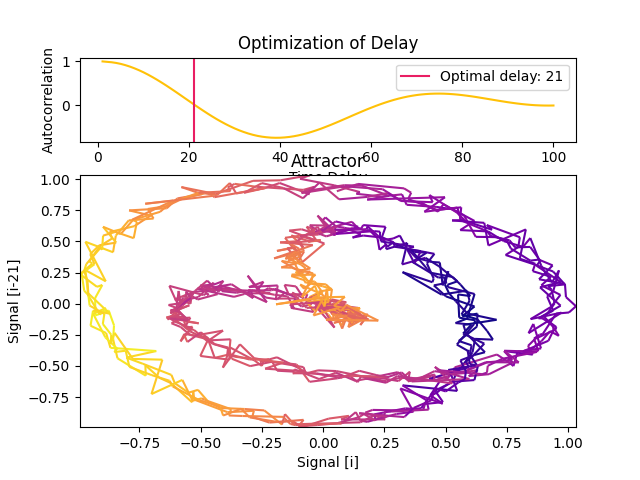 Optimization of Delay
Autocorrelation
1
0
Optimal delay: 21
0 20 40 60 80 100
Time Delay
Attractor
Signal [i-21]
1.00
0.75
0.50
0.25
0.00
−0.25
−0.50
−0.75
−0.75 −0.50 −0.25 0.00 0.25 0.50 0.75 1.00
Signal [i]